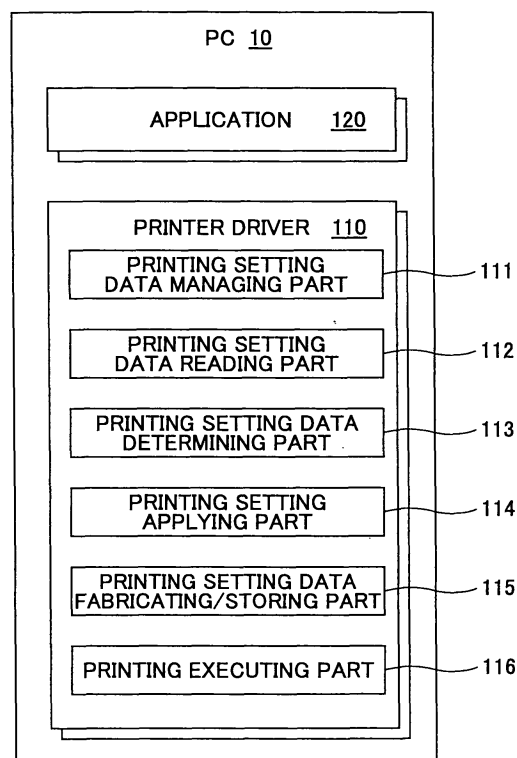 PC 10
APPLICATION 120
PRINTER DRIVER 110
PRINTING SETTING
DATA MANAGING PART
111
PRINTING SETTING
DATA READING PART
112
PRINTING SETTING DATA
DETERMINING PART
113
PRINTING SETTING
APPLYING PART
114
PRINTING SETTING DATA
FABRICATING/STORING PART
115
PRINTING EXECUTING PART
116